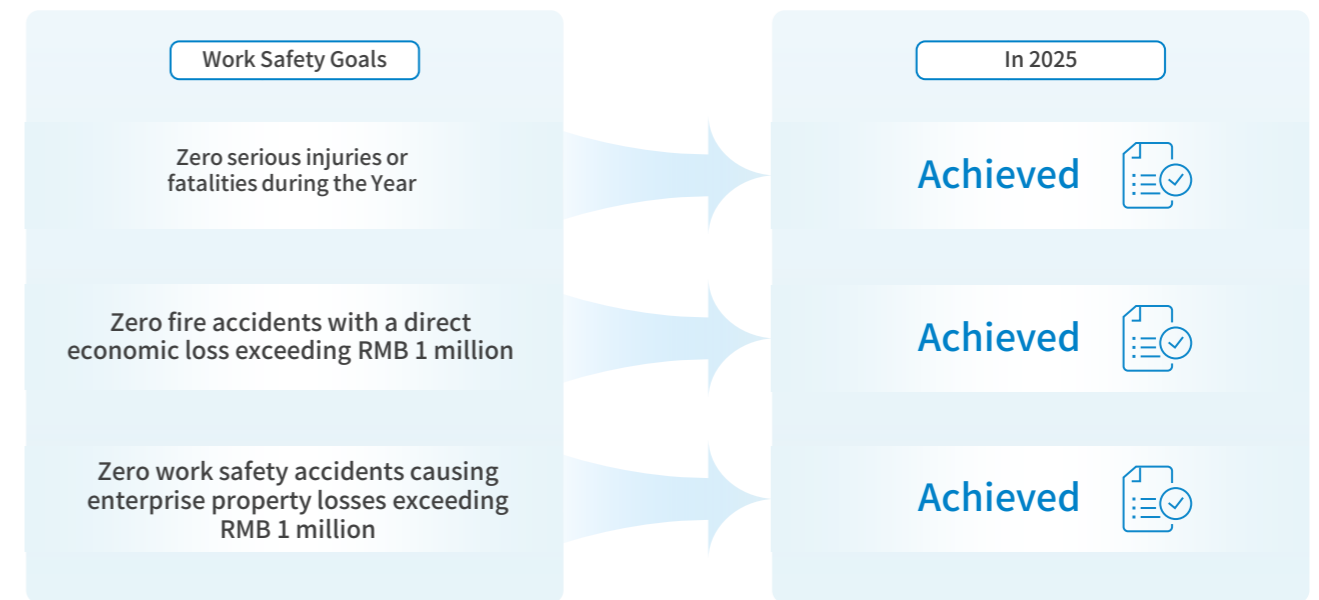 Work Safety Goals
In 2025
Zero serious injuries or
fatalities during the Year
Achieved
Zero fire accidents with a direct
economic loss exceeding RMB 1 million
Achieved
Zero work safety accidents causing
enterprise property losses exceeding
RMB 1 million
Achieved